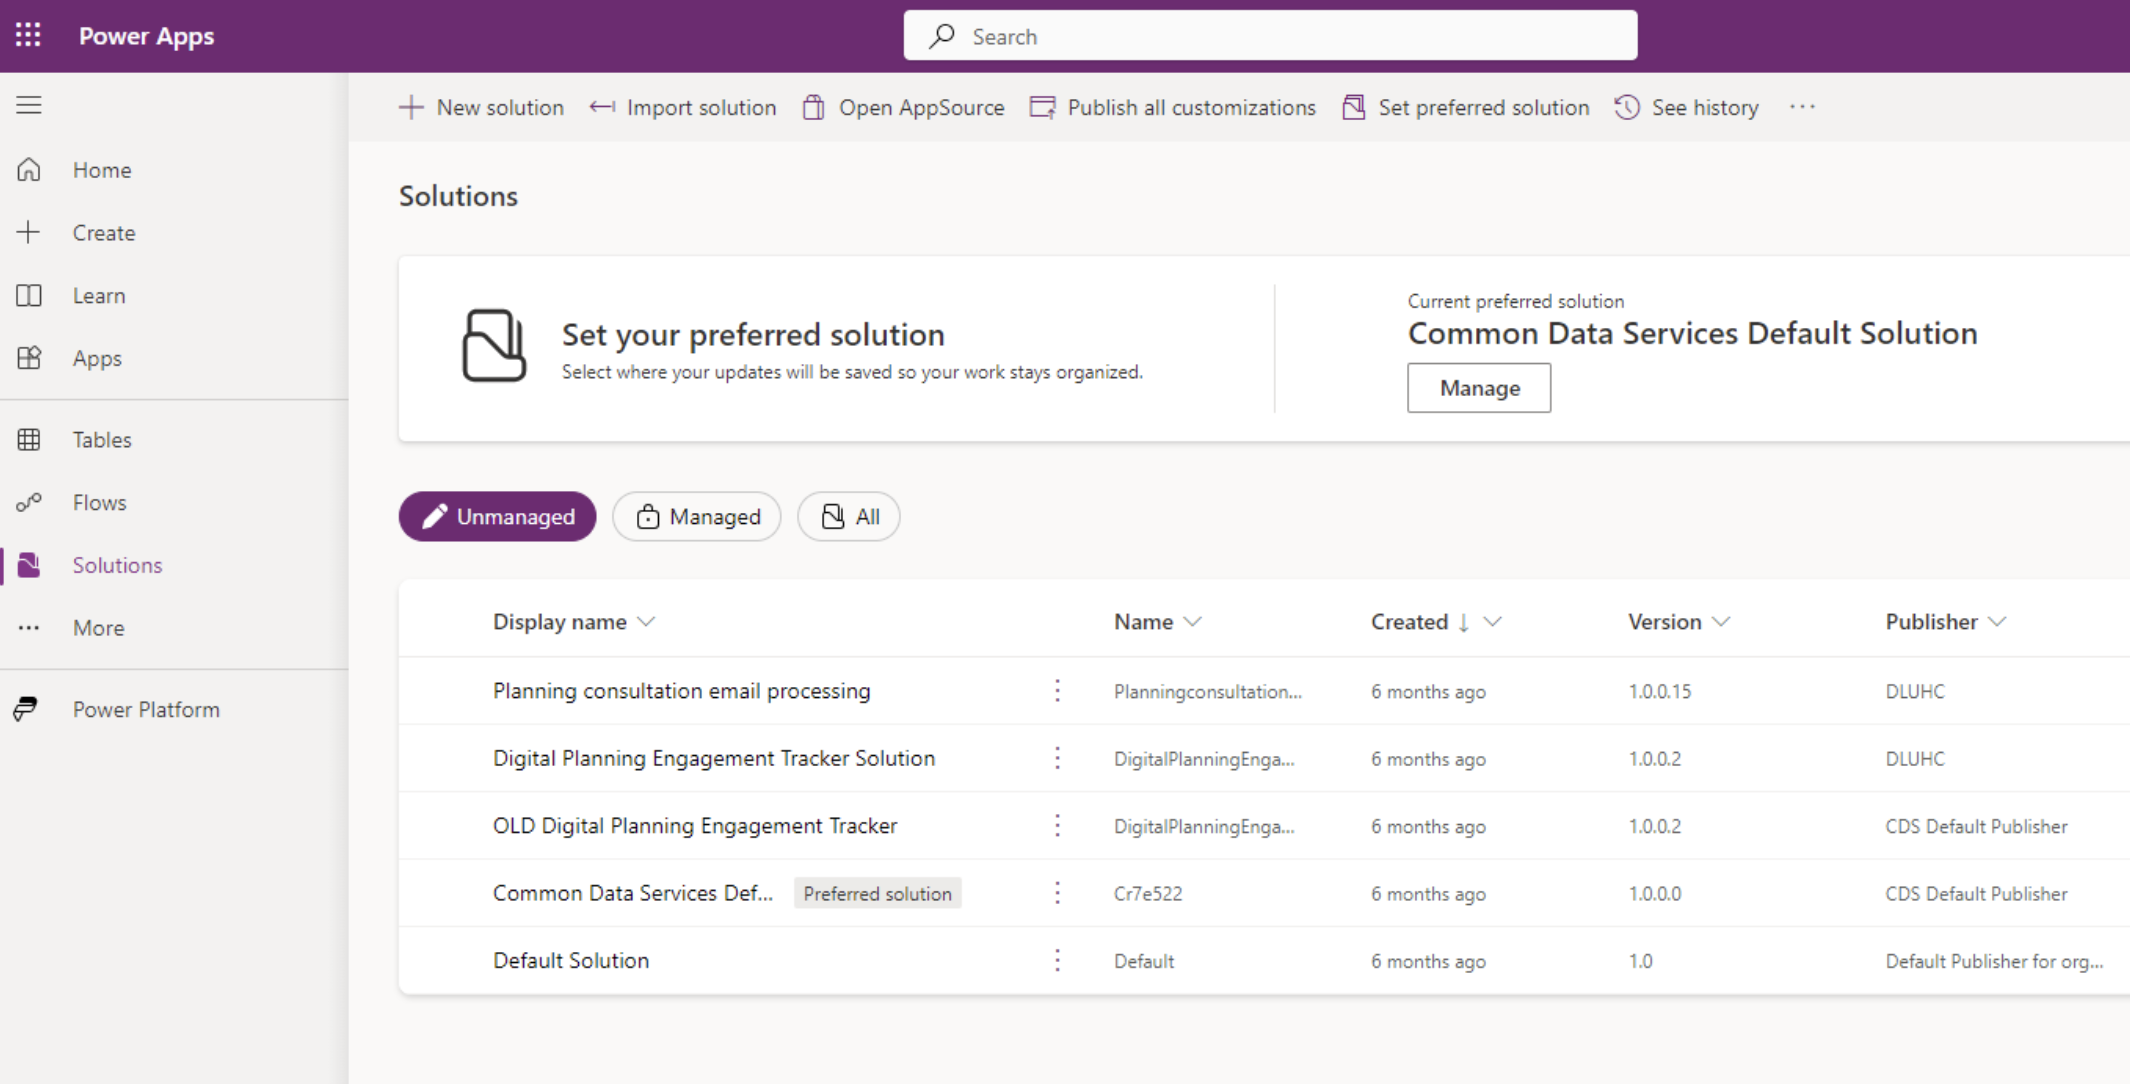 Power Apps
Search
New solution Import solution Open AppSource Publish all customizations Set preferred solution See history
Home
Create
Learn
Apps
Tables
Flows
Solutions
More
Power Platform
Solutions
Set your preferred solution
Select where your updates will be saved so your work stays organized.
Current preferred solution
Common Data Services Default Solution
Manage
Unmanaged Managed All
Display name Name Created Version Publisher
Planning consultation email processing Planningconsultation... 6 months ago 1.0.0.15 DLUHC
Digital Planning Engagement Tracker Solution DigitalPlanningEnga... 6 months ago 1.0.0.2 DLUHC
OLD Digital Planning Engagement Tracker DigitalPlanningEnga... 6 months ago 1.0.0.2 CDS Default Publisher
Common Data Services Def... Preferred solution Cr7e522 6 months ago 1.0.0.0 CDS Default Publisher
Default Solution Default 6 months ago 1.0 Default Publisher for org...